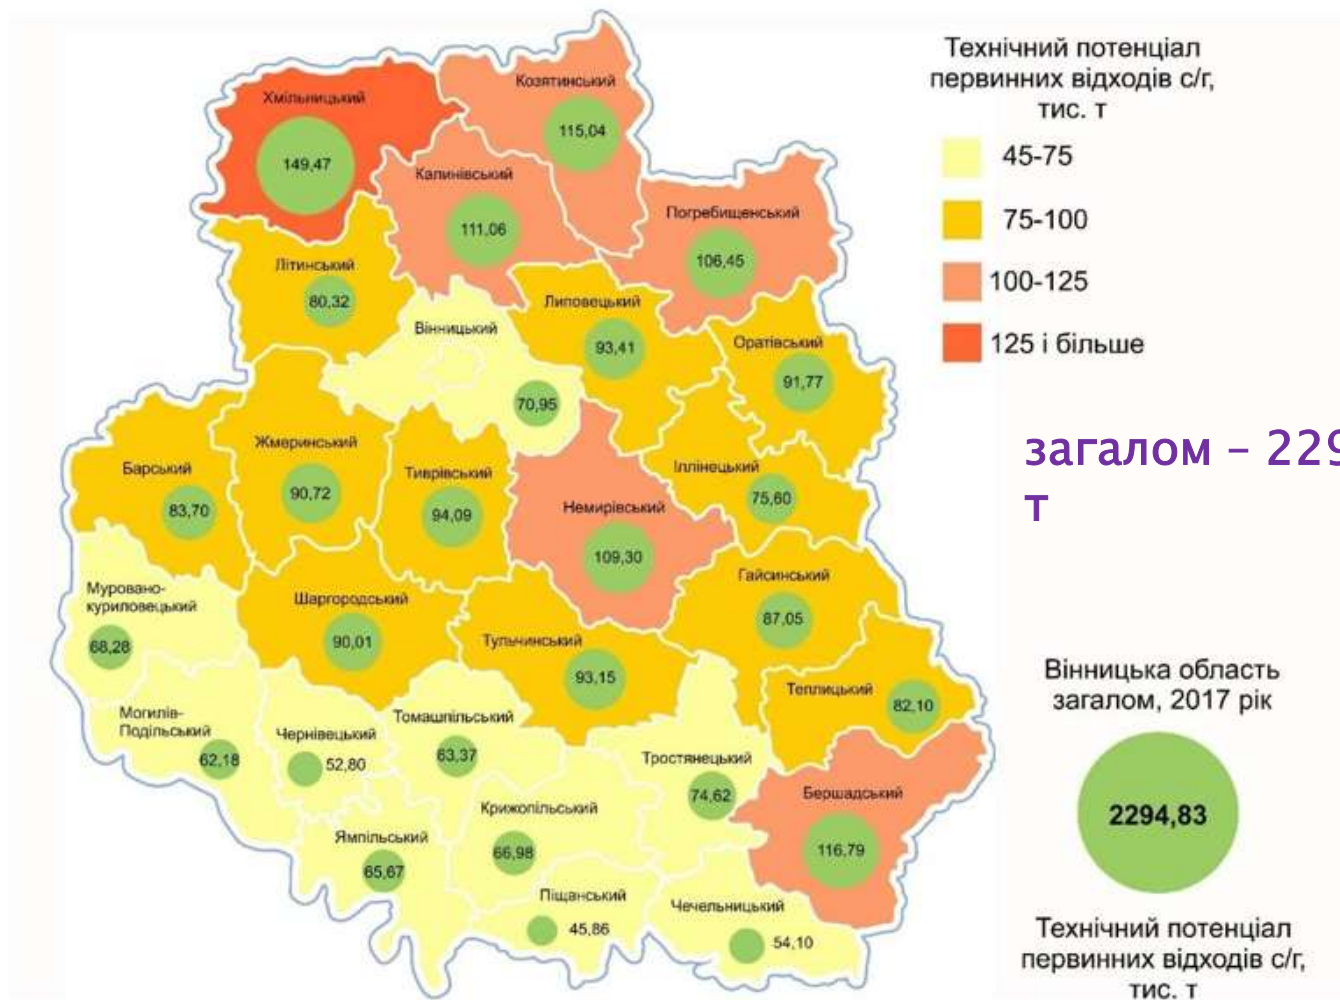 Технічний потенціал
первинних відходів с/г,
тис. т
45-75
75-100
100-125
125 і більше
загалом – 229
т
Вінницька область
загалом, 2017 рік
2294,83
Технічний потенціал
первинних відходів с/г,
тис. т
Хмільницький
149,47
Козятинський
115,04
Калинівський
111,06
Погребищенський
106,45
Літинський
80,32
Вінницький
70,95
Липовецький
93,41
Оратівський
91,77
Барський
83,70
Жмеринський
90,72
Тиврівський
94,09
Немирівський
109,30
Іллінецький
75,60
Муровано-
куриловецький
68,28
Шаргородський
90,01
Тульчинський
93,15
Гайсинський
87,05
Теплицький
82,10
Могилів-
Подільський
62,18
Чернівецький
52,80
Томашпільський
63,37
Тростянецький
74,62
Бершадський
116,79
Ямпільський
65,67
Крижопільський
66,98
Піщанський
45,86
Чечельницький
54,10